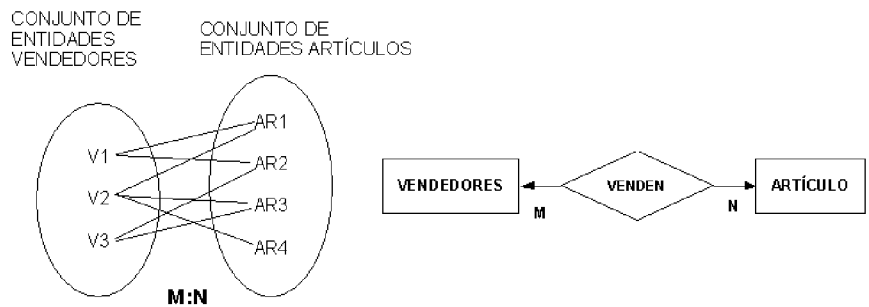 CONJUNTO DE
ENTIDADES
VENDEDORES
CONJUNTO DE
ENTIDADES ARTÍCULOS
V1
V2
V3
AR1
AR2
AR3
AR4
M:N
VENDEDORES
M
VENDEN
N
ARTÍCULO